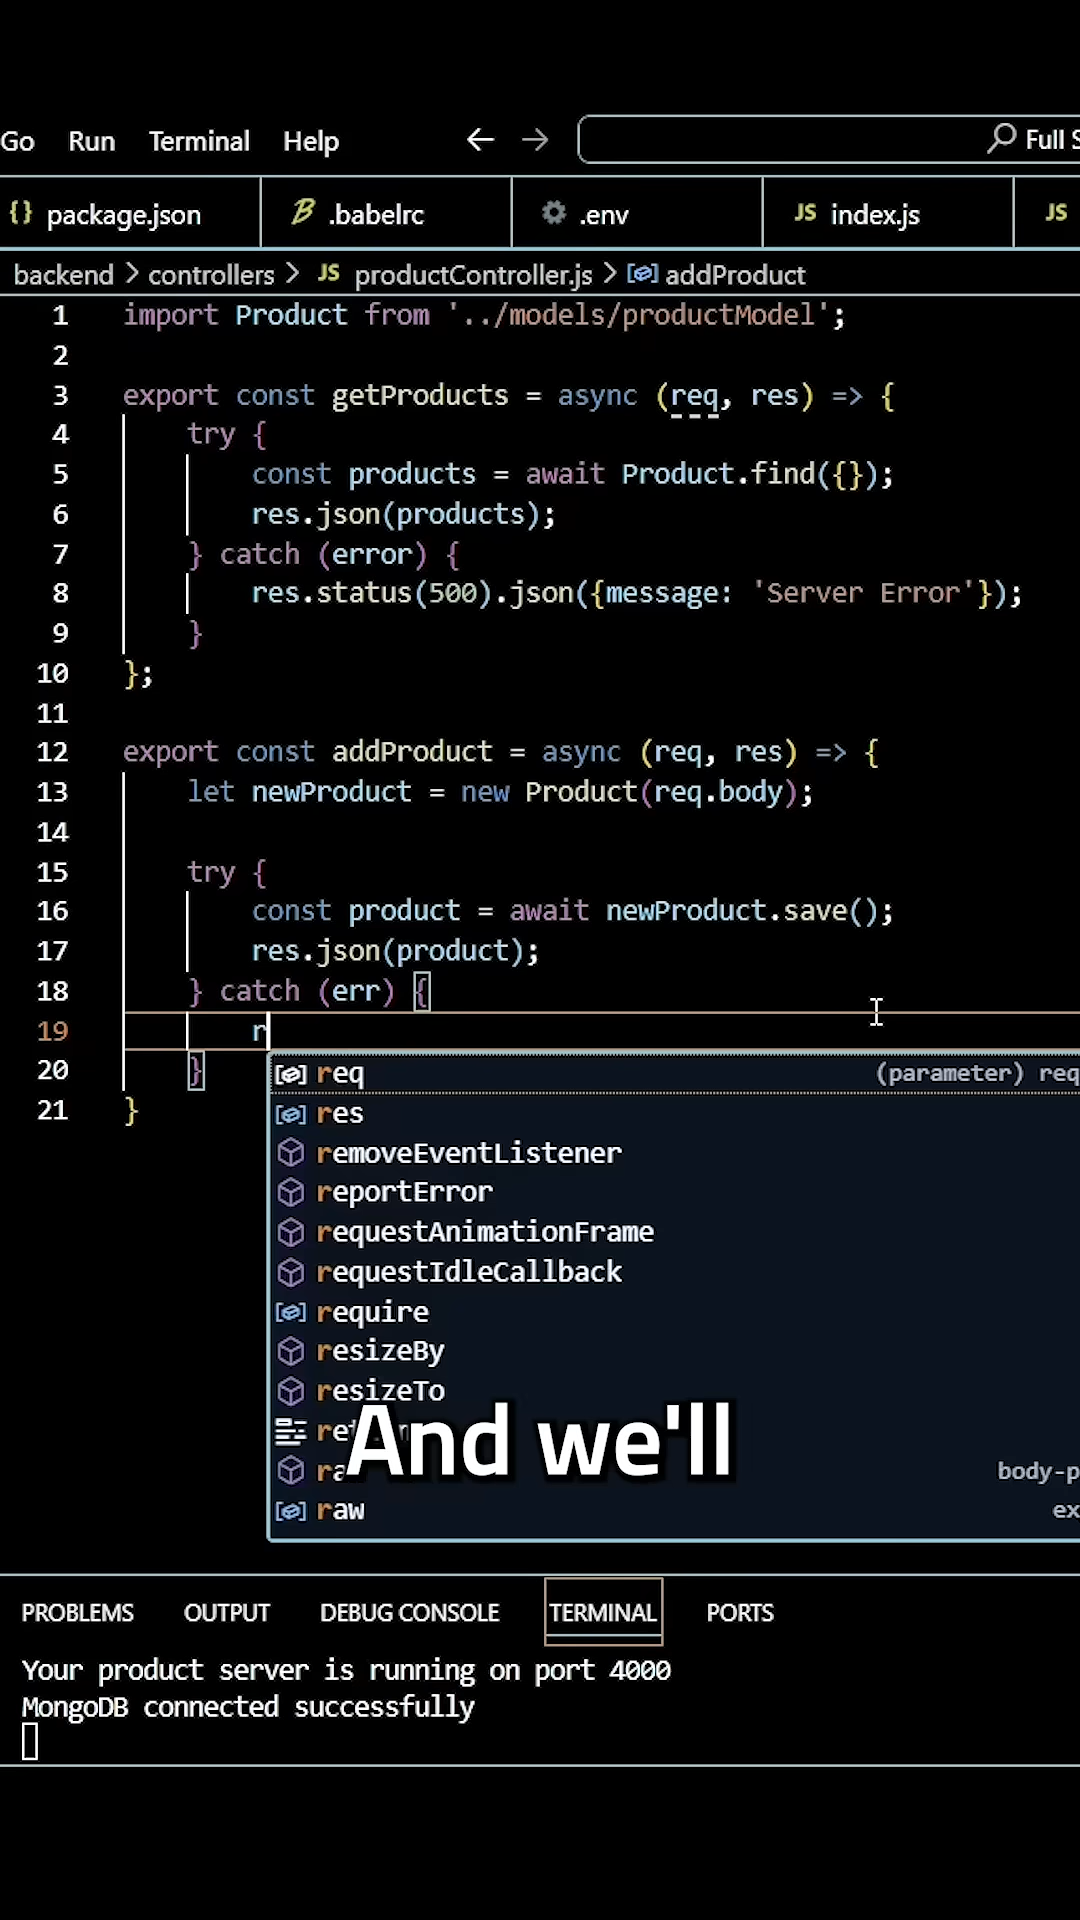 Go Run Terminal Help Full S
package.json .babelrc .env JS index.js JS
backend > controllers > JS productController.js > addProduct
1 import Product from '../models/productModel';
2
3 export const getProducts = async (req, res) => {
4 try {
5 const products = await Product.find({});
6 res.json(products);
7 } catch (error) {
8 res.status(500).json({message: 'Server Error'});
9 }
10 };
11
12 export const addProduct = async (req, res) => {
13 let newProduct = new Product(req.body);
14
15 try {
16 const product = await newProduct.save();
17 res.json(product);
18 } catch (err) {
19 r
20 }
21 }
req (parameter) req
res
removeEventListener
reportError
requestAnimationFrame
requestIdleCallback
require
resizeBy
resizeTo
And we'll
body-p
raw ex
PROBLEMS OUTPUT DEBUG CONSOLE TERMINAL PORTS
Your product server is running on port 4000
MongoDB connected successfully